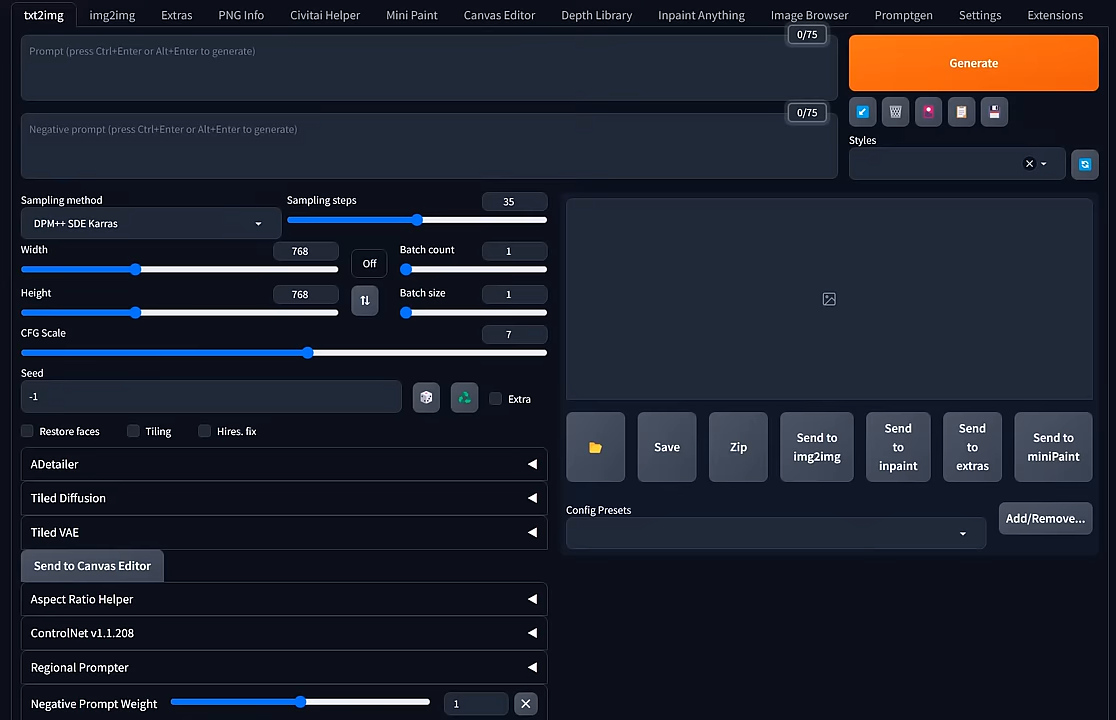 txt2img img2img Extras PNG Info Civitai Helper Mini Paint Canvas Editor Depth Library Inpaint Anything Image Browser Promptgen Settings Extensions
0/75
Prompt (press Ctrl+Enter or Alt+Enter to generate)
Generate
0/75
Negative prompt (press Ctrl+Enter or Alt+Enter to generate)
Styles
Sampling method
DPM++ SDE Karras
Sampling steps 35
Width 768
Off
Batch count 1
Height 768
Batch size 1
CFG Scale 7
Seed
-1
Extra
Restore faces Tiling Hires. fix
ADetailer
Tiled Diffusion
Tiled VAE
Send to Canvas Editor
Aspect Ratio Helper
ControlNet v1.1.208
Regional Prompter
Negative Prompt Weight 1
Save
Zip
Send to
img2img
Send
to
inpaint
Send
to
extras
Send to
miniPaint
Config Presets
Add/Remove...